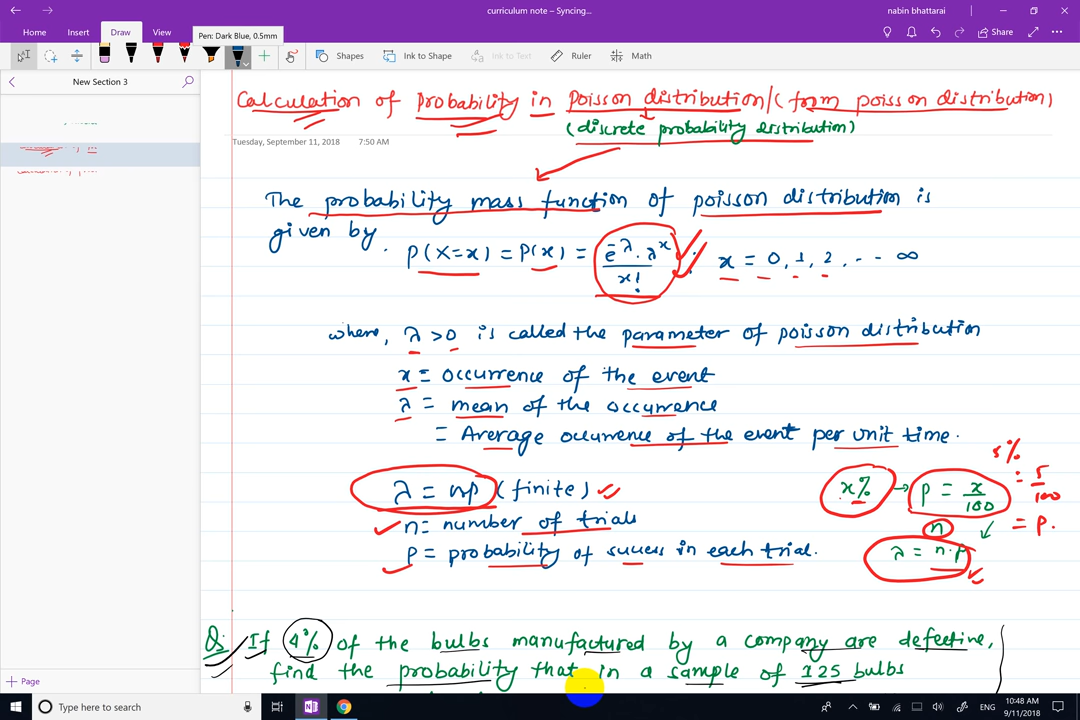 curriculum note – Syncing...
nabin bhattarai
Home Insert Draw View
Pen: Dark Blue, 0.5mm
Share
Shapes Ink to Shape Ink to Text Ruler Math
New Section 3
Calculation of probability in poisson distribution/(from poisson distribution)
(discrete probability distribution)
Tuesday, September 11, 2018 7:50 AM
The probability mass function of poisson distribution is
given by.
P(X=x) = P(x) = e^-λ . λ^x / x! ; x = 0, 1, 2, -- - ∞
where, λ >0 is called the parameter of poisson distribution
x = occurrence of the event
λ = mean of the occurrence
= Average occurrence of the event per unit time.
5%
= 5/100
= P.
λ = np (finite)
x% → P = x/100
n = number of trials
n
P = probability of success in each trial.
λ = n.p
Q: If 4% of the bulbs manufactured by a company are defective,
find the probability that in a sample of 125 bulbs
+ Page
Type here to search
ENG
10:48 AM
9/11/2018